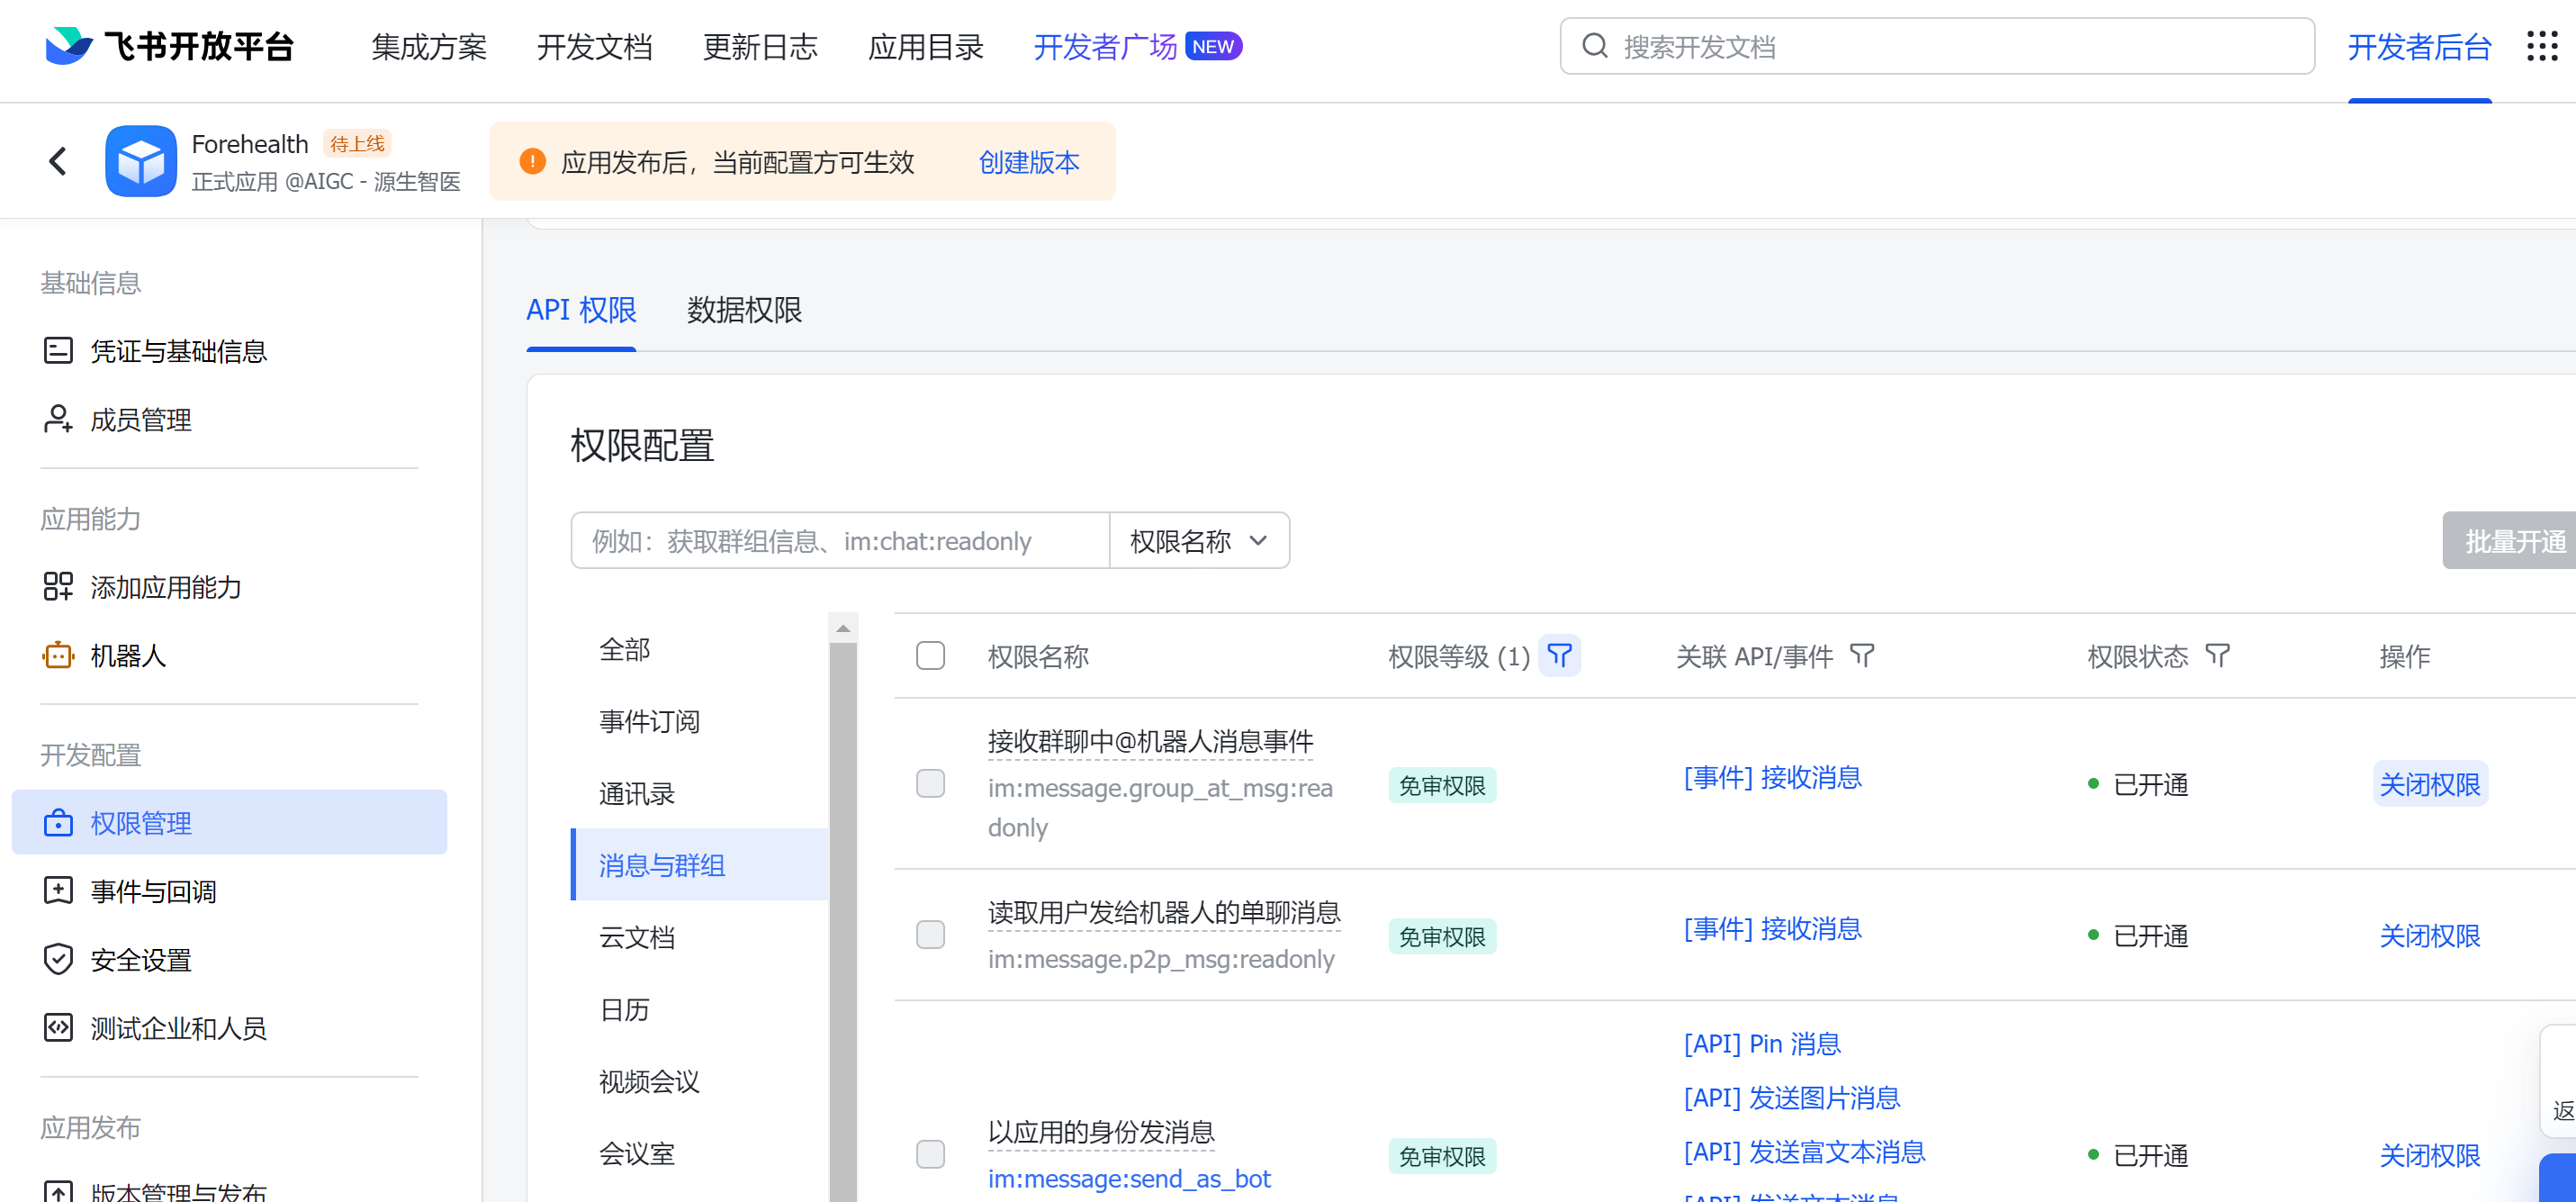 飞书开放平台
集成方案
开发文档
更新日志
应用目录
开发者广场 NEW
搜索开发文档
开发者后台
Forehealth 待上线
正式应用 @AIGC - 源生智医
应用发布后，当前配置方可生效 创建版本
基础信息
凭证与基础信息
成员管理
应用能力
添加应用能力
机器人
开发配置
权限管理
事件与回调
安全设置
测试企业和人员
应用发布
版本管理与发布
API 权限
数据权限
权限配置
例如：获取群组信息、im:chat:readonly
权限名称
批量开通
全部
事件订阅
通讯录
消息与群组
云文档
日历
视频会议
会议室
权限名称
权限等级 (1)
关联 API/事件
权限状态
操作
接收群聊中@机器人消息事件
im:message.group_at_msg:rea
donly
免审权限
[事件] 接收消息
已开通
关闭权限
读取用户发给机器人的单聊消息
im:message.p2p_msg:readonly
免审权限
[事件] 接收消息
已开通
关闭权限
以应用的身份发消息
im:message:send_as_bot
免审权限
[API] Pin 消息
[API] 发送图片消息
[API] 发送富文本消息
[API] 发送文本消息
已开通
关闭权限
返